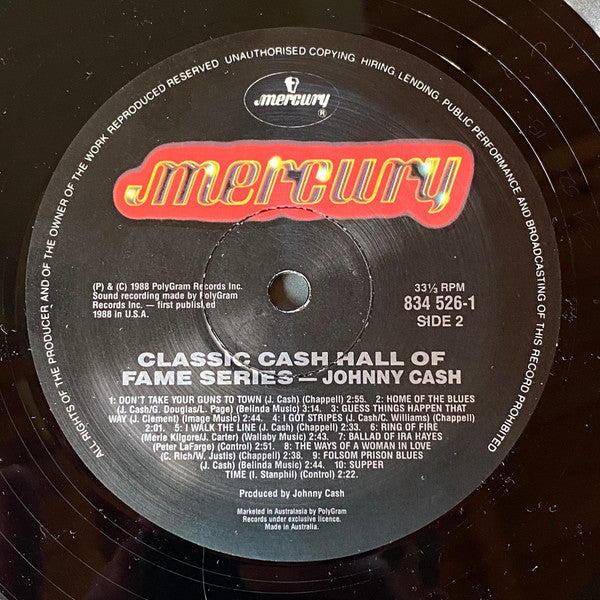 ALL RIGHTS OF THE PRODUCER AND OF THE OWNER OF THE WORK REPRODUCED RESERVED. UNAUTHORISED COPYING, HIRING, LENDING, PUBLIC PERFORMANCE AND BROADCASTING OF THIS RECORD PROHIBITED
mercury
®
mercury
(P) & (C) 1988 PolyGram Records Inc.
Sound recording made by PolyGram
Records Inc. — first published
1988 in U.S.A.
33⅓ RPM
834 526-1
SIDE 2
CLASSIC CASH HALL OF
FAME SERIES — JOHNNY CASH
1: DON'T TAKE YOUR GUNS TO TOWN (J. Cash) (Chappell) 2:55. 2: HOME OF THE BLUES
(J. Cash/G. Douglas/L. Page) (Belinda Music) 3:14. 3: GUESS THINGS HAPPEN THAT
WAY (J. Clement) (Image Music) 2:44. 4: I GOT STRIPES (J. Cash/C. Williams) (Chappell)
2:01. 5: I WALK THE LINE (J. Cash) (Chappell) 2:33. 6: RING OF FIRE
(Merle Kilgore/J. Carter) (Wallaby Music) 2:43. 7: BALLAD OF IRA HAYES
(Peter LaFarge) (Control) 2:51. 8: THE WAYS OF A WOMAN IN LOVE
(C. Rich/W. Justis) (Chappell) 2:38. 9: FOLSOM PRISON BLUES
(J. Cash) (Belinda Music) 2:44. 10: SUPPER
TIME (I. Stanphil) (Control) 2:22.
Produced by Johnny Cash
Marketed in Australasia by PolyGram
Records under exclusive licence.
Made in Australia.